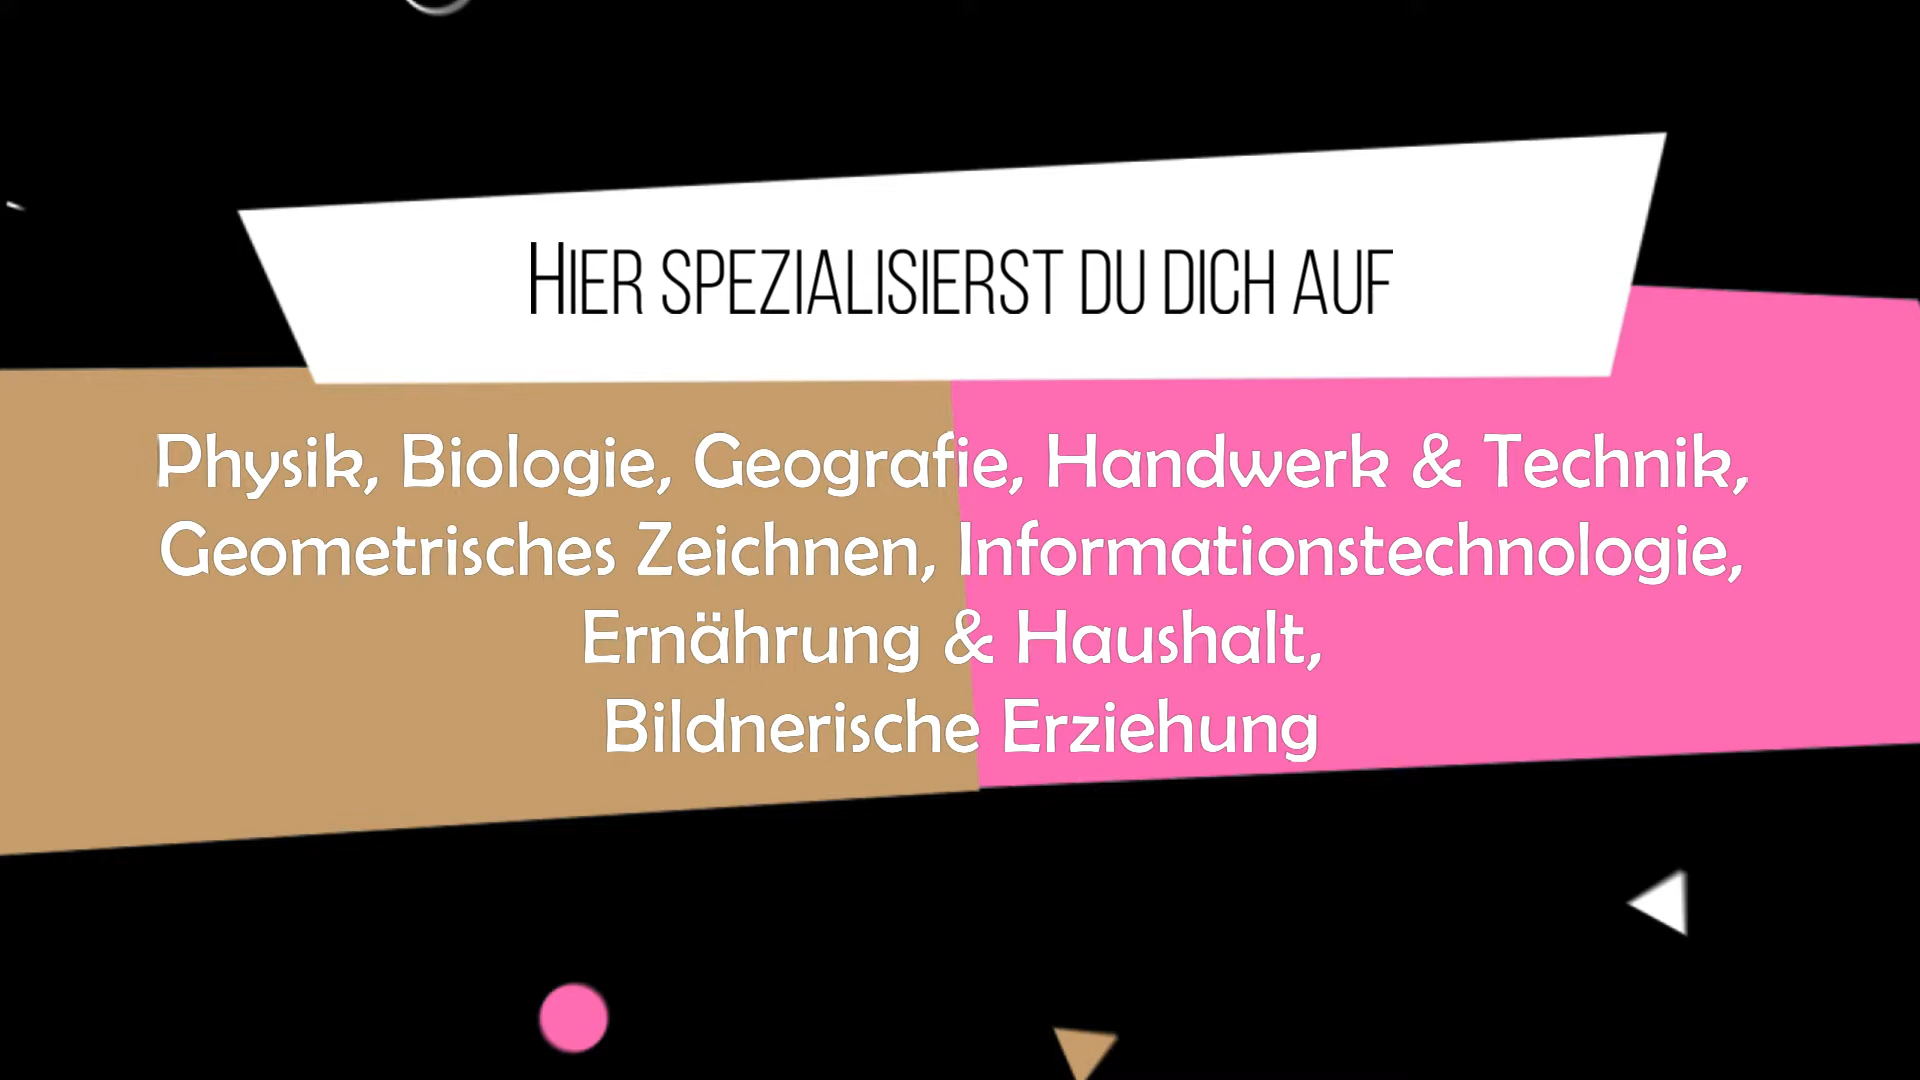 Hier spezialisierst du dich auf
Physik, Biologie, Geografie, Handwerk & Technik,
Geometrisches Zeichnen, Informationstechnologie,
Ernährung & Haushalt,
Bildnerische Erziehung